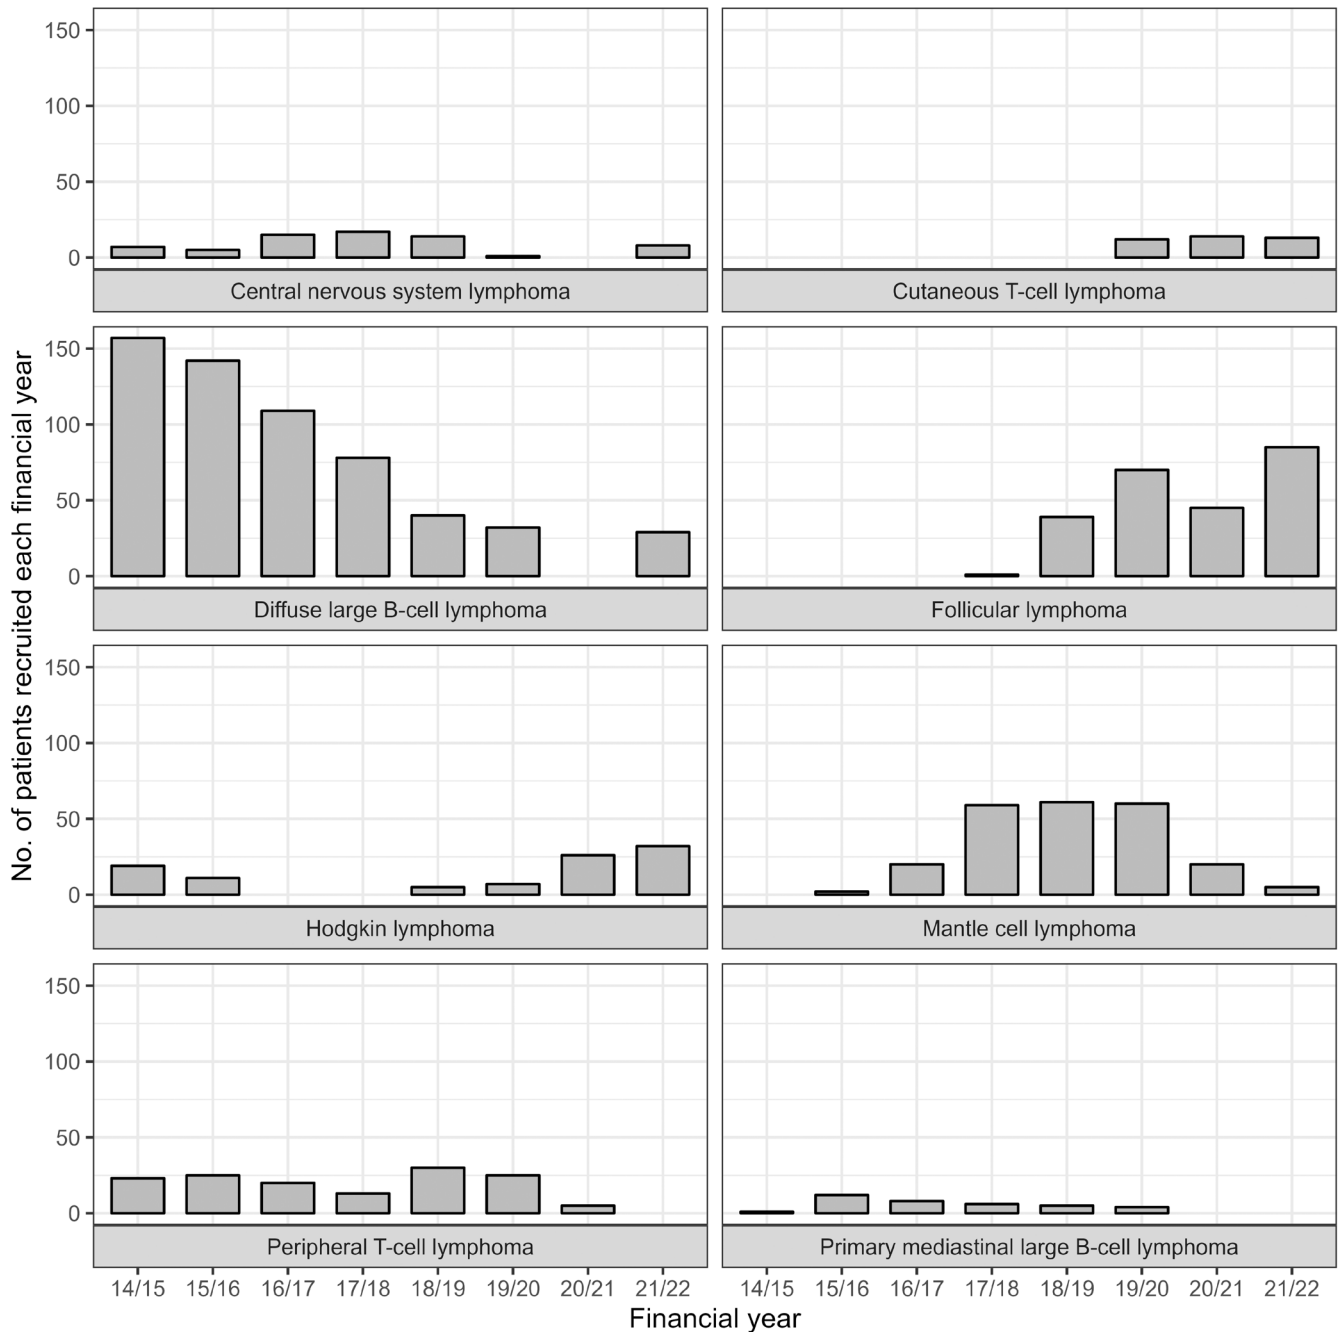 150
100
50
0
Central nervous system lymphoma
Cutaneous T-cell lymphoma
150
100
50
0
Diffuse large B-cell lymphoma
Follicular lymphoma
No. of patients recruited each financial year
150
100
50
0
Hodgkin lymphoma
Mantle cell lymphoma
150
100
50
0
Peripheral T-cell lymphoma
Primary mediastinal large B-cell lymphoma
14/15 15/16 16/17 17/18 18/19 19/20 20/21 21/22
14/15 15/16 16/17 17/18 18/19 19/20 20/21 21/22
Financial year